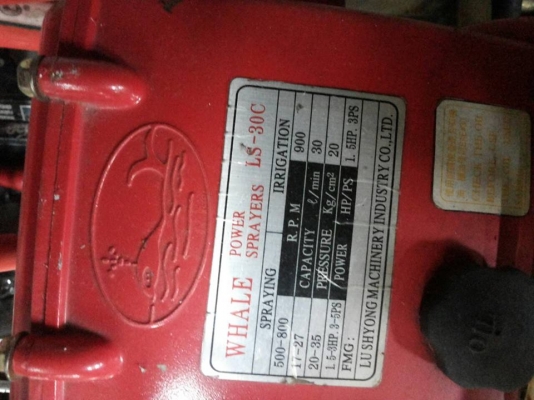 WHALE POWER SPRAYERS LS-30C
SPRAYING IRRIGATION
500-800 R.P.M 900
17-27 CAPACITY ℓ/min 30
20-35 PRESSURE Kg/cm² 20
1.5-3HP.3-5PS POWER HP/PS 1.5HP.3PS
FMG:
LU SHYONG MACHINERY INDUSTRY CO.,LTD.
OIL